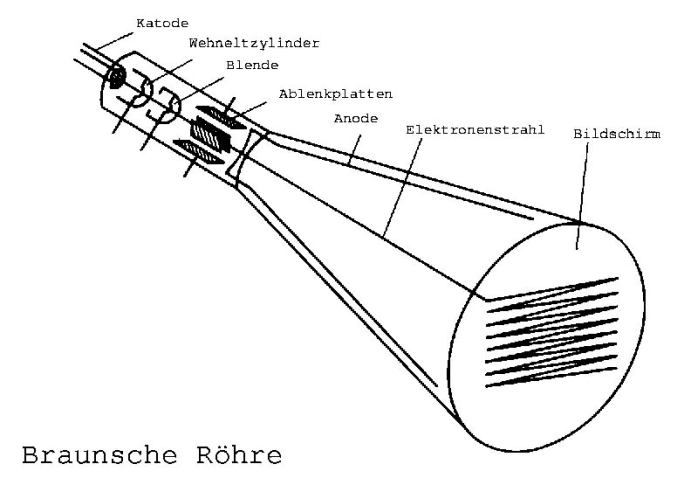 Katode
Wehneltzylinder
Blende
Ablenkplatten
Anode
Elektronenstrahl
Bildschirm
Braunsche Röhre